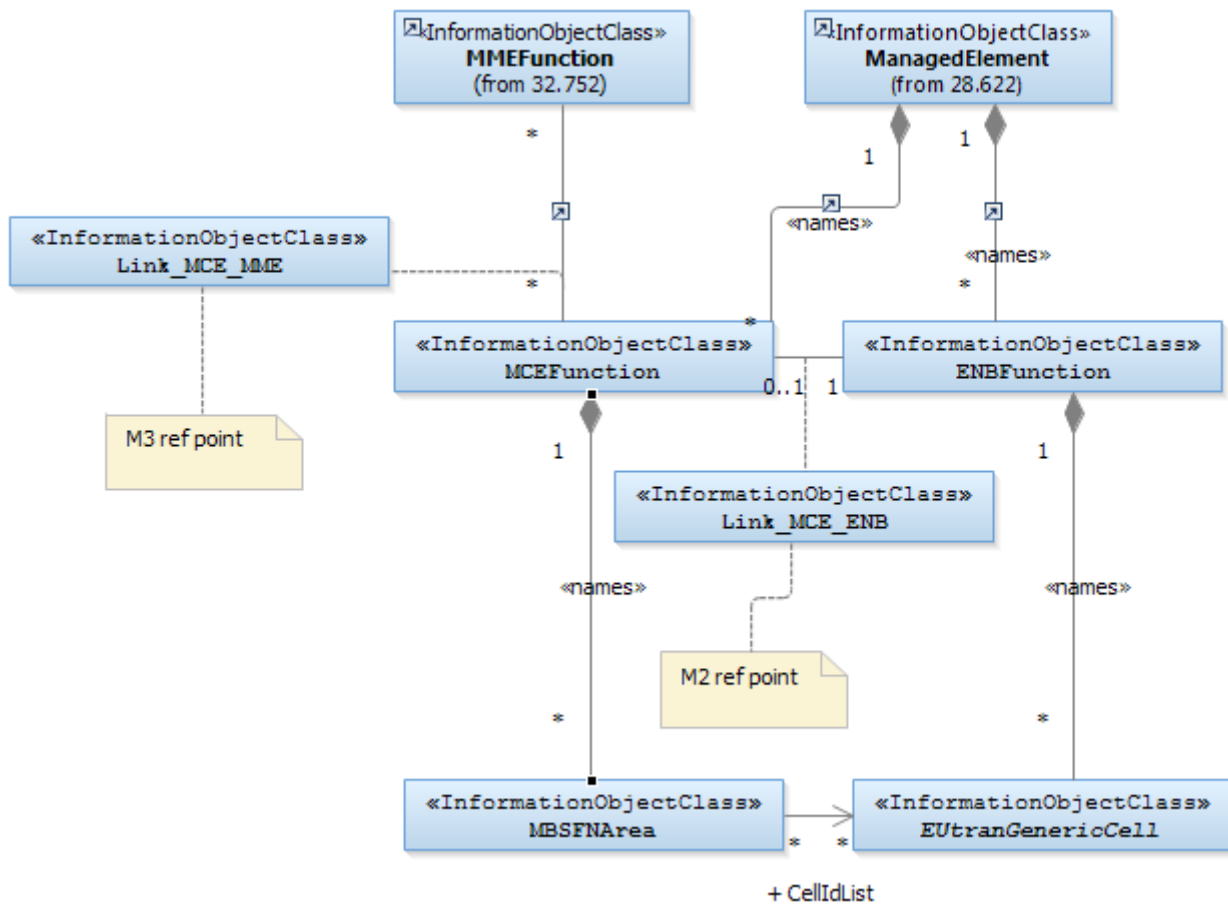 «InformationObjectClass»
MMEFunction
(from 32.752)
«InformationObjectClass»
ManagedElement
(from 28.622)
*
1
1
«names»
«InformationObjectClass»
Link_MCE_MME
«names»
*
*
*
«InformationObjectClass»
MCEFunction
«InformationObjectClass»
ENBFunction
0..1
1
M3 ref point
1
1
«InformationObjectClass»
Link_MCE_ENB
«names»
«names»
M2 ref point
*
*
«InformationObjectClass»
MBSFNArea
«InformationObjectClass»
EUtranGenericCell
*
*
+ CellIdList